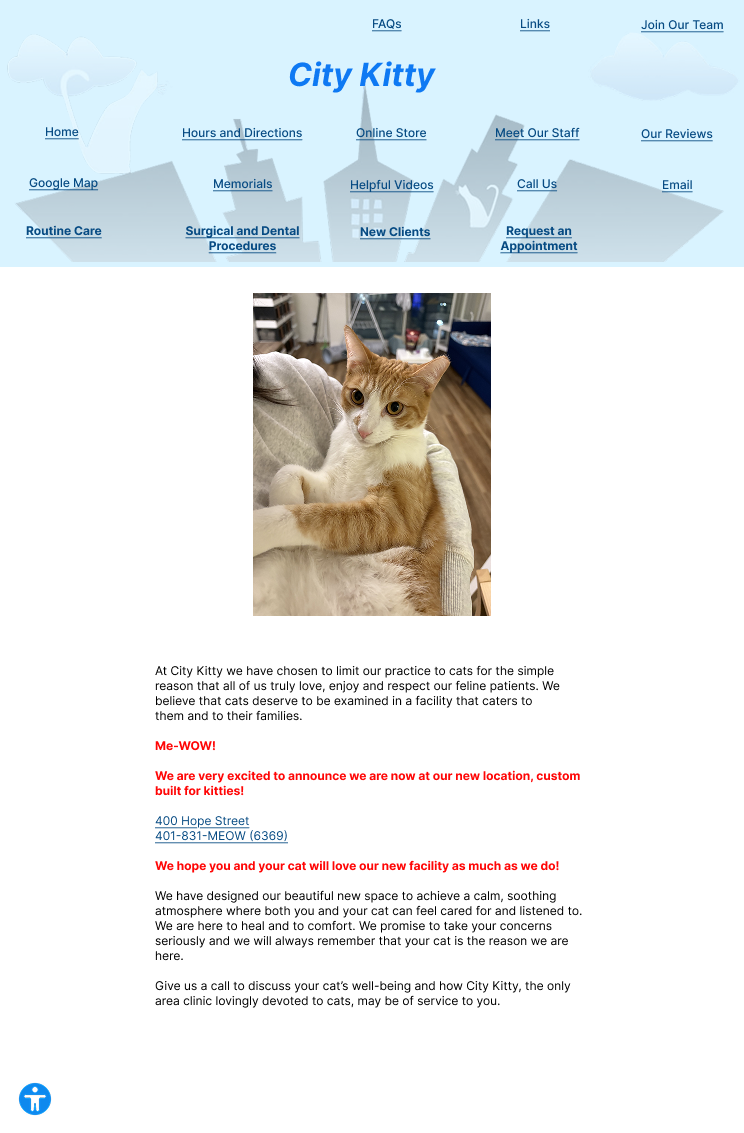 FAQs
Links
Join Our Team
City Kitty
Home
Hours and Directions
Online Store
Meet Our Staff
Our Reviews
Google Map
Memorials
Helpful Videos
Call Us
Email
Routine Care
Surgical and Dental
Procedures
New Clients
Request an
Appointment
At City Kitty we have chosen to limit our practice to cats for the simple
reason that all of us truly love, enjoy and respect our feline patients. We
believe that cats deserve to be examined in a facility that caters to
them and to their families.
Me-WOW!
We are very excited to announce we are now at our new location, custom
built for kitties!
400 Hope Street
401-831-MEOW (6369)
We hope you and your cat will love our new facility as much as we do!
We have designed our beautiful new space to achieve a calm, soothing
atmosphere where both you and your cat can feel cared for and listened to.
We are here to heal and to comfort. We promise to take your concerns
seriously and we will always remember that your cat is the reason we are
here.
Give us a call to discuss your cat’s well-being and how City Kitty, the only
area clinic lovingly devoted to cats, may be of service to you.